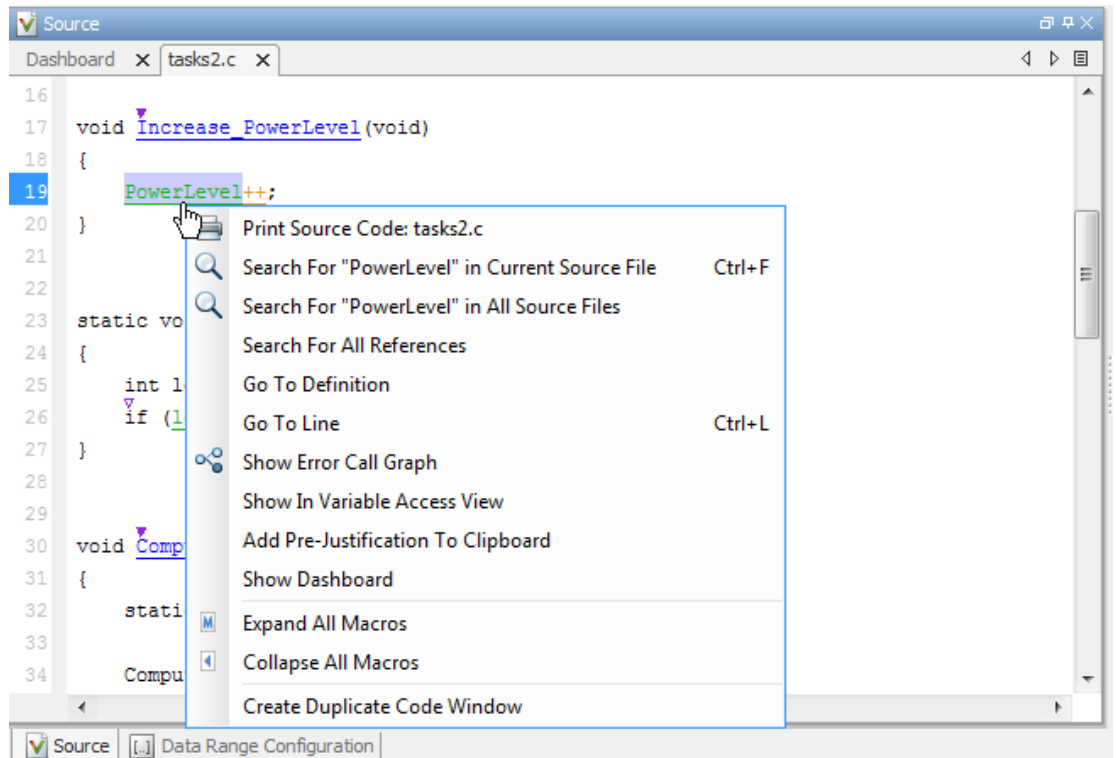 Source
Dashboard tasks2.c
16
17 void Increase_PowerLevel(void)
18 {
19 PowerLevel++;
20 }
21
22
23 static vo
24 {
25 int l
26 if (l
27 }
28
29
30 void Comp
31 {
32 stati
33
34 Compu
Print Source Code: tasks2.c
Search For "PowerLevel" in Current Source File Ctrl+F
Search For "PowerLevel" in All Source Files
Search For All References
Go To Definition
Go To Line Ctrl+L
Show Error Call Graph
Show In Variable Access View
Add Pre-Justification To Clipboard
Show Dashboard
M Expand All Macros
Collapse All Macros
Create Duplicate Code Window
Source [..] Data Range Configuration